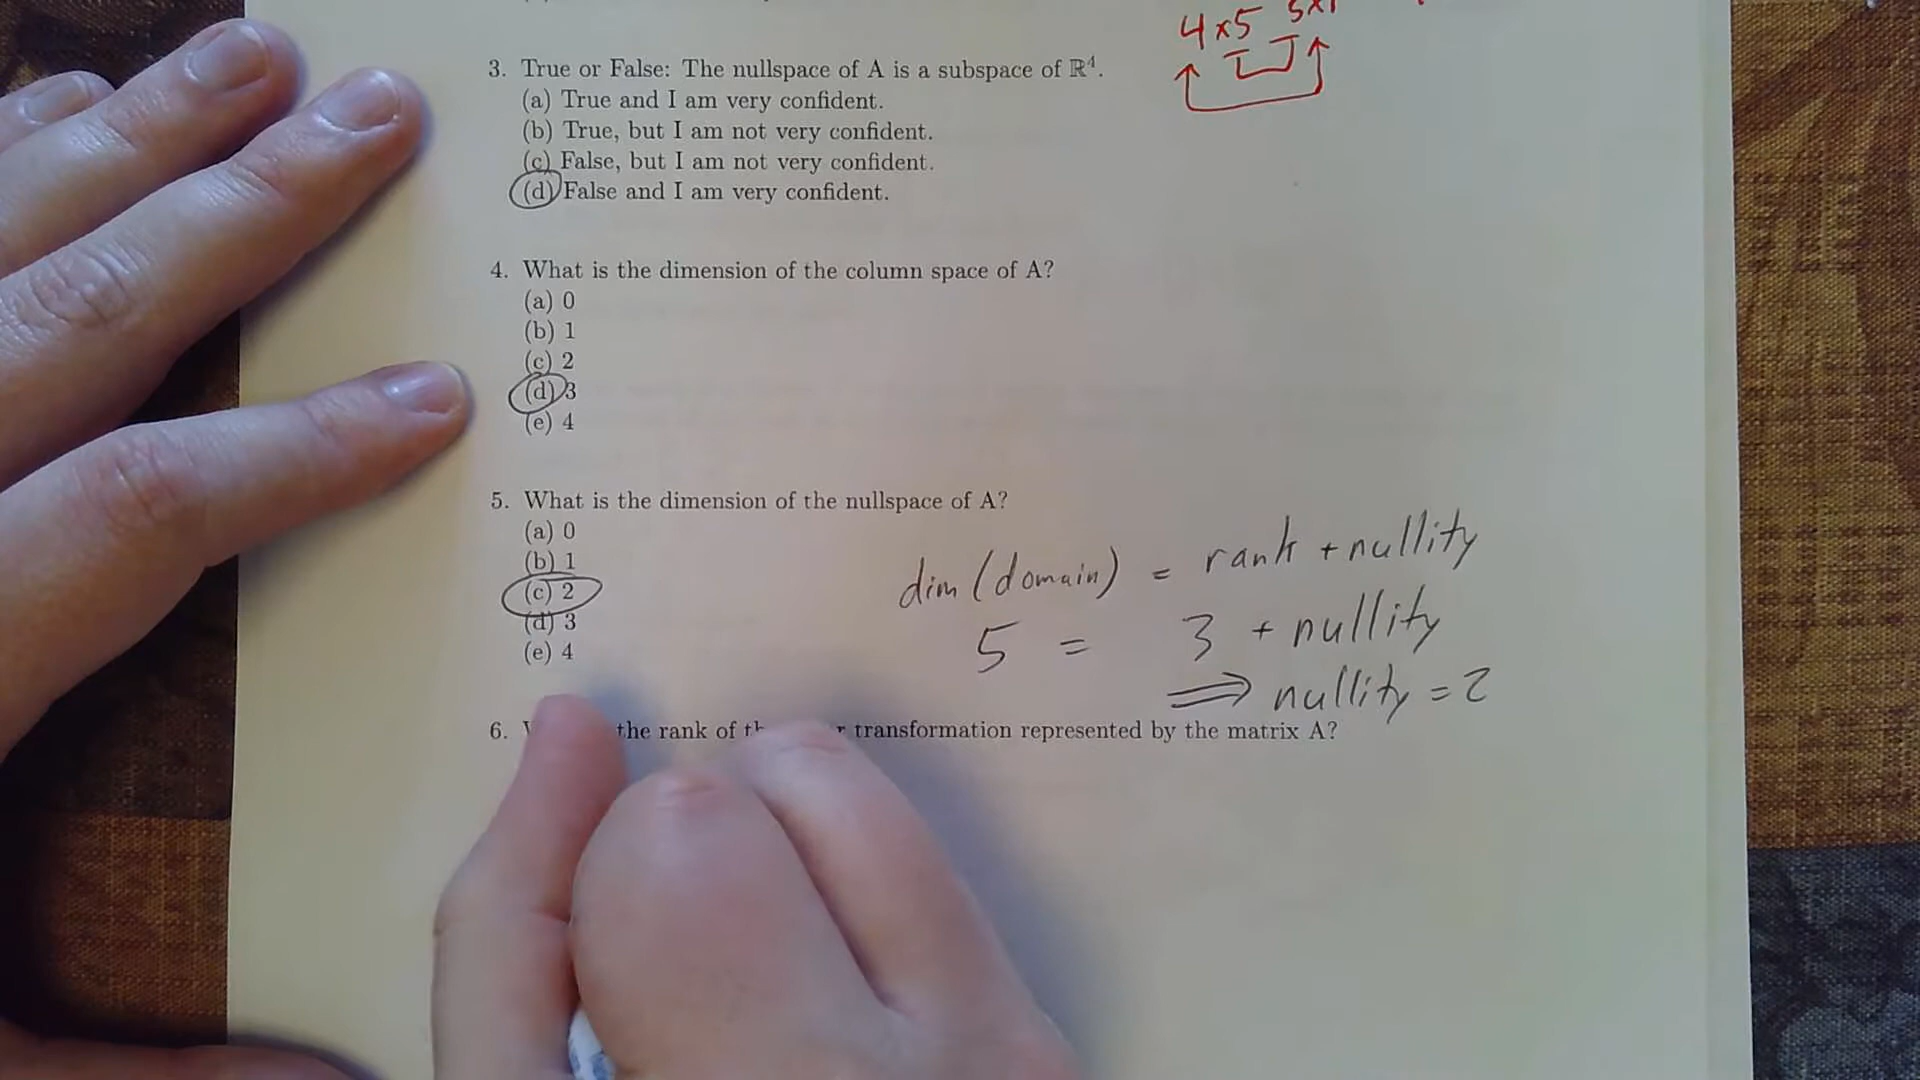 4x5 5x1
3. True or False: The nullspace of A is a subspace of ℝ⁴.
(a) True and I am very confident.
(b) True, but I am not very confident.
(c) False, but I am not very confident.
(d) False and I am very confident.
4. What is the dimension of the column space of A?
(a) 0
(b) 1
(c) 2
(d) 3
(e) 4
5. What is the dimension of the nullspace of A?
(a) 0
(b) 1
(c) 2
(d) 3
(e) 4
dim (domain) = rank + nullity
5 = 3 + nullity
⟹ nullity = 2
6. the rank of transformation represented by the matrix A?